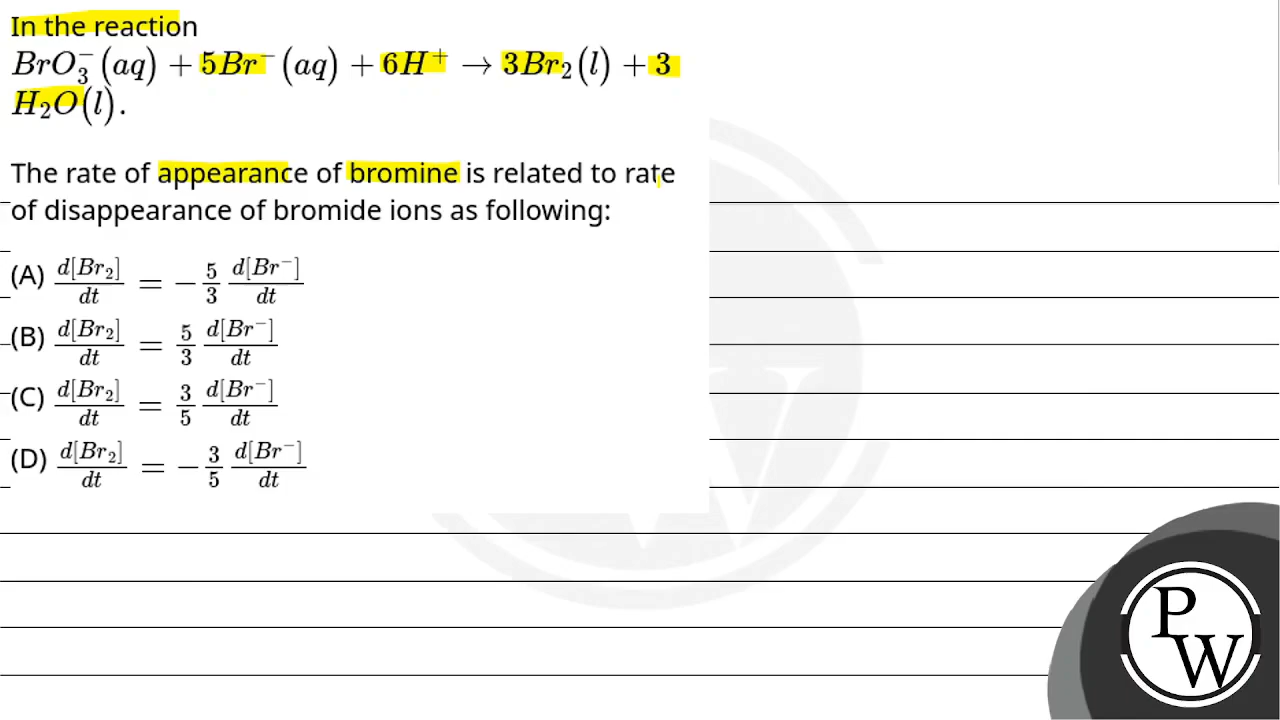 In the reaction
BrO₃⁻(aq) + 5Br⁻(aq) + 6H⁺ → 3Br₂(l) + 3
H₂O(l).
The rate of appearance of bromine is related to rate
of disappearance of bromide ions as following:
(A) d[Br₂]/dt = −5/3 d[Br⁻]/dt
(B) d[Br₂]/dt = 5/3 d[Br⁻]/dt
(C) d[Br₂]/dt = 3/5 d[Br⁻]/dt
(D) d[Br₂]/dt = −3/5 d[Br⁻]/dt
P
W